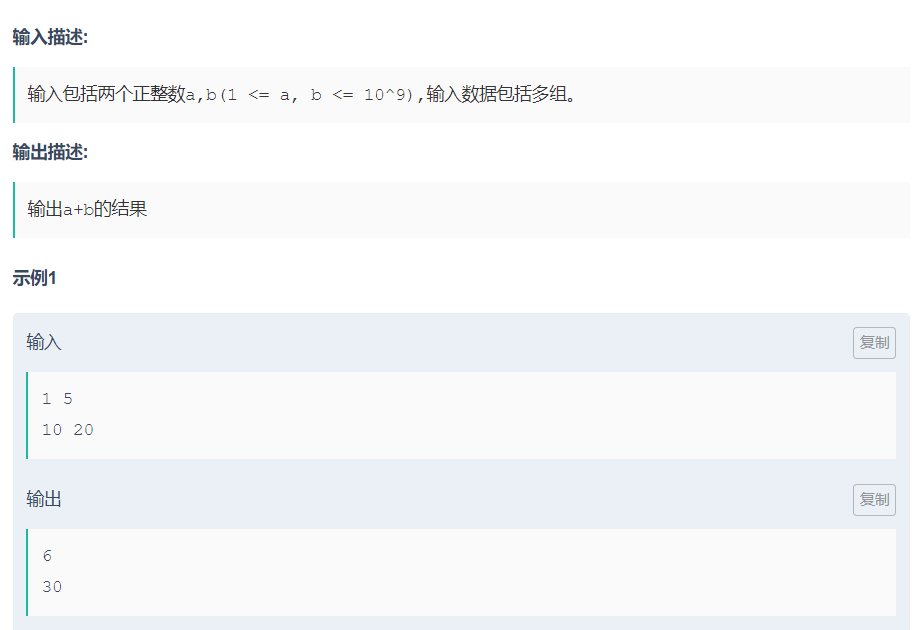 输入描述:
输入包括两个正整数a,b(1 <= a, b <= 10^9),输入数据包括多组。
输出描述:
输出a+b的结果
示例1
输入
复制
1 5
10 20
输出
复制
6
30